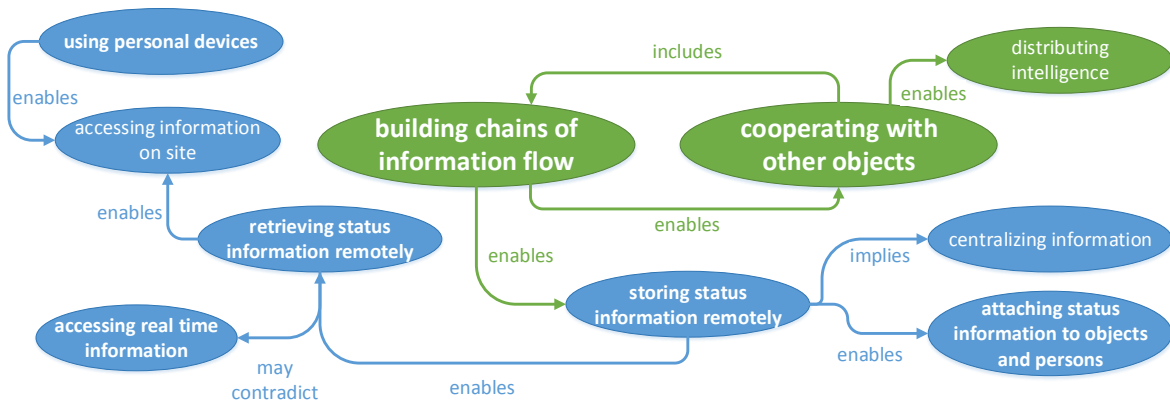 using personal devices
enables
accessing information
on site
enables
retrieving status
information remotely
accessing real time
information
may
contradict
includes
building chains of
information flow
cooperating with
other objects
distributing
intelligence
enables
enables
enables
storing status
information remotely
enables
implies
centralizing information
attaching status
information to objects
and persons
enables